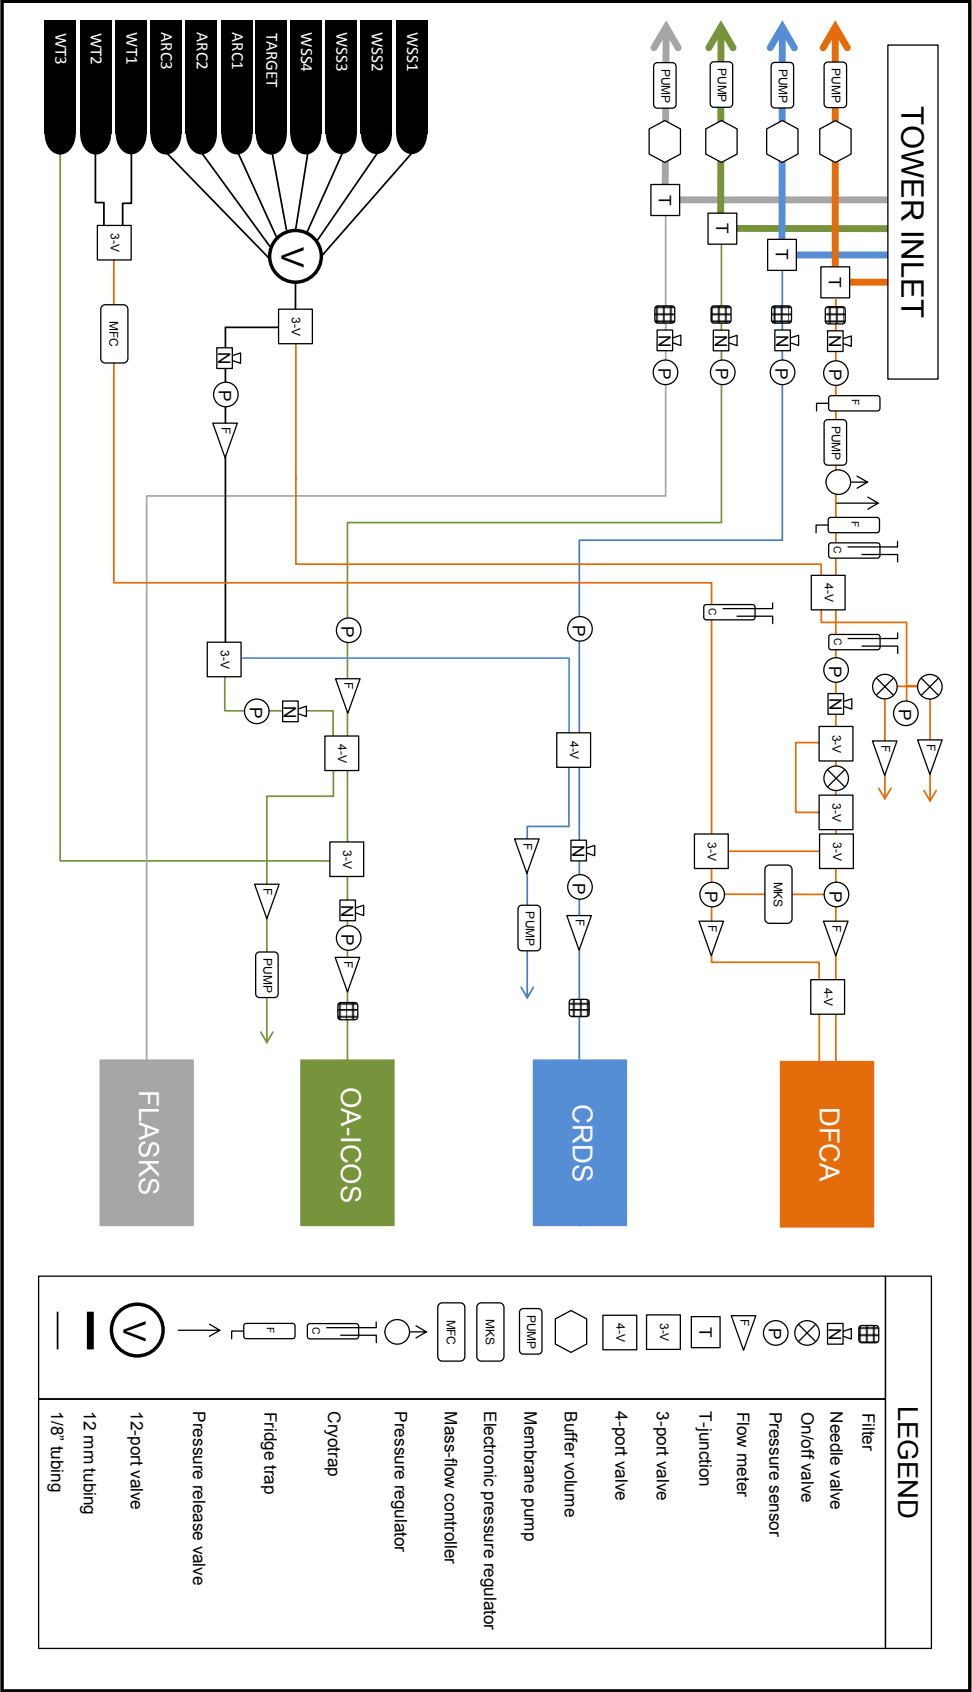 TOWER INLET
PUMP
T
N
P
F
PUMP
F
C
4-V
C
P
N
3-V
3-V
3-V
P
F
4-V
DFCA
P
F
F
PUMP
T
N
P
P
4-V
N
P
F
CRDS
F
PUMP
PUMP
T
N
P
P
F
4-V
3-V
N
P
F
OA-ICOS
F
PUMP
PUMP
T
N
P
FLASKS
C
3-V
P
F
MKS
WSS1
WSS2
WSS3
WSS4
TARGET
ARC1
ARC2
ARC3
WT1
WT2
WT3
V
3-V
N
P
F
3-V
P
N
3-V
MFC
LEGEND
Filter
N
Needle valve
On/off valve
P
Pressure sensor
F
Flow meter
T
T-junction
3-V
3-port valve
4-V
4-port valve
Buffer volume
PUMP
Membrane pump
MKS
Electronic pressure regulator
MFC
Mass-flow controller
Pressure regulator
C
Cryotrap
F
Fridge trap
Pressure release valve
V
12-port valve
12 mm tubing
1/8" tubing